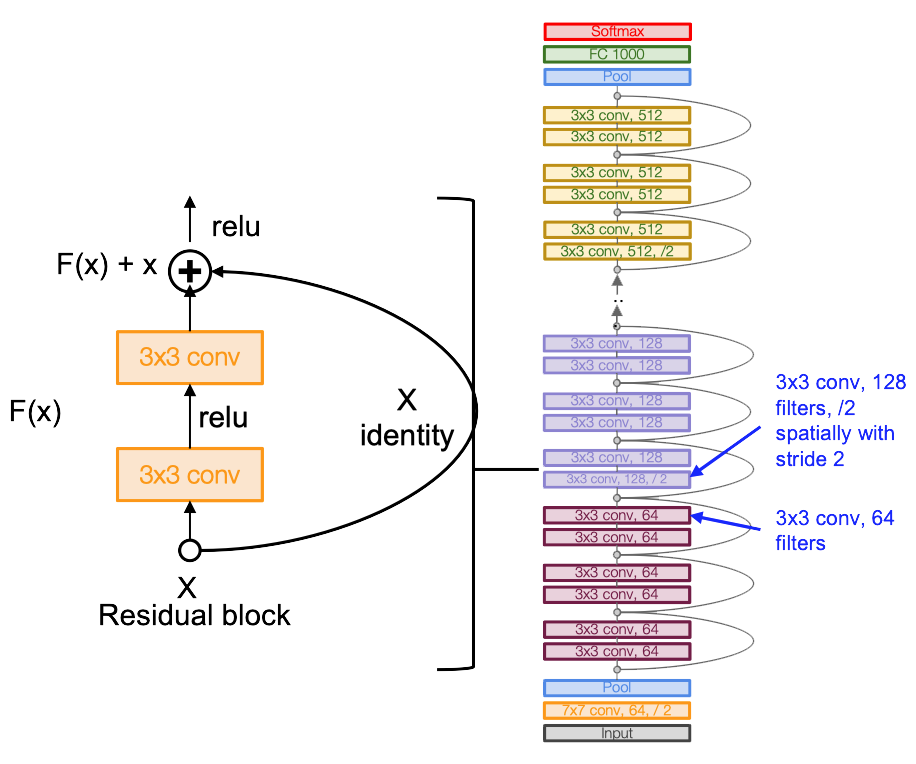 relu
F(x) + x
3x3 conv
F(x)
relu
X
identity
3x3 conv
X
Residual block
Softmax
FC 1000
Pool
3x3 conv, 512
3x3 conv, 512
3x3 conv, 512
3x3 conv, 512
3x3 conv, 512
3x3 conv, 512, /2
..
3x3 conv, 128
3x3 conv, 128
3x3 conv, 128
3x3 conv, 128
3x3 conv, 128
3x3 conv, 128, / 2
3x3 conv, 64
3x3 conv, 64
3x3 conv, 64
3x3 conv, 64
3x3 conv, 64
3x3 conv, 64
Pool
7x7 conv, 64, / 2
Input
3x3 conv, 128
filters, /2
spatially with
stride 2
3x3 conv, 64
filters